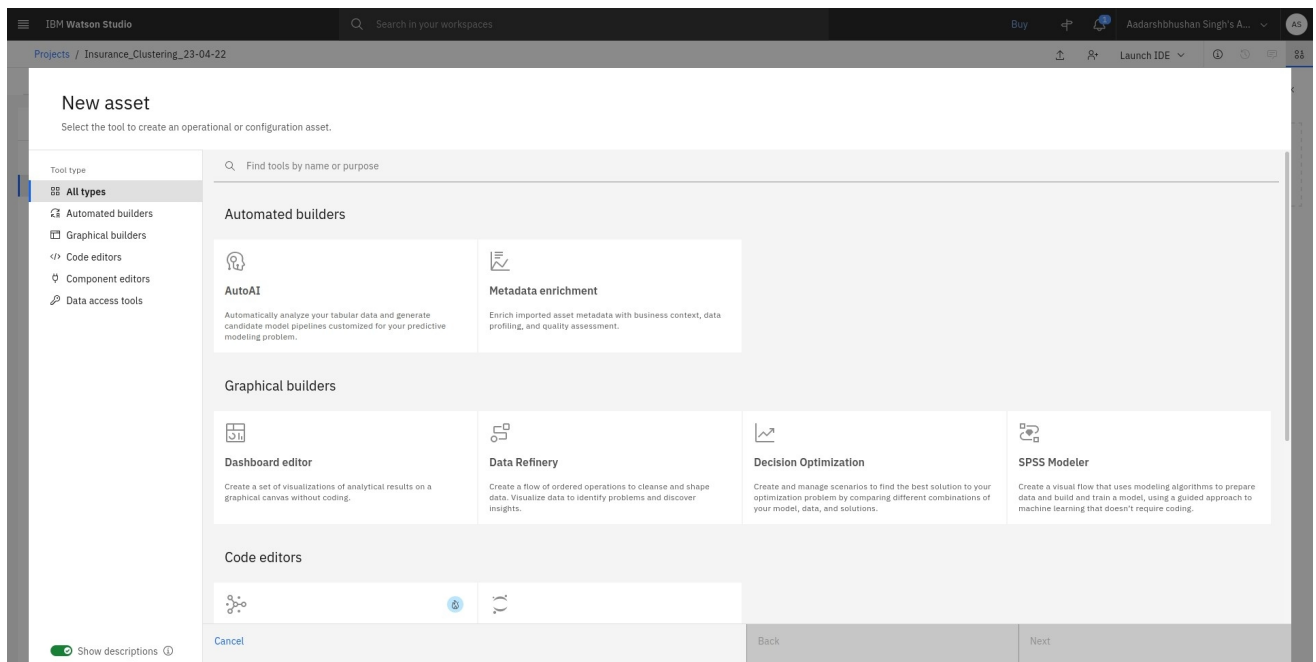 IBM Watson Studio
Search in your workspaces
Buy
1
Aadarshbhushan Singh's A...
AS
Projects / Insurance_Clustering_23-04-22
Launch IDE
New asset
Select the tool to create an operational or configuration asset.
Tool type
All types
Automated builders
Graphical builders
Code editors
Component editors
Data access tools
Show descriptions
Find tools by name or purpose
Automated builders
AutoAI
Automatically analyze your tabular data and generate
candidate model pipelines customized for your predictive
modeling problem.
Metadata enrichment
Enrich imported asset metadata with business context, data
profiling, and quality assessment.
Graphical builders
Dashboard editor
Create a set of visualizations of analytical results on a
graphical canvas without coding.
Data Refinery
Create a flow of ordered operations to cleanse and shape
data. Visualize data to identify problems and discover
insights.
Decision Optimization
Create and manage scenarios to find the best solution to your
optimization problem by comparing different combinations of
your model, data, and solutions.
SPSS Modeler
Create a visual flow that uses modeling algorithms to prepare
data and build and train a model, using a guided approach to
machine learning that doesn't require coding.
Code editors
Cancel
Back
Next